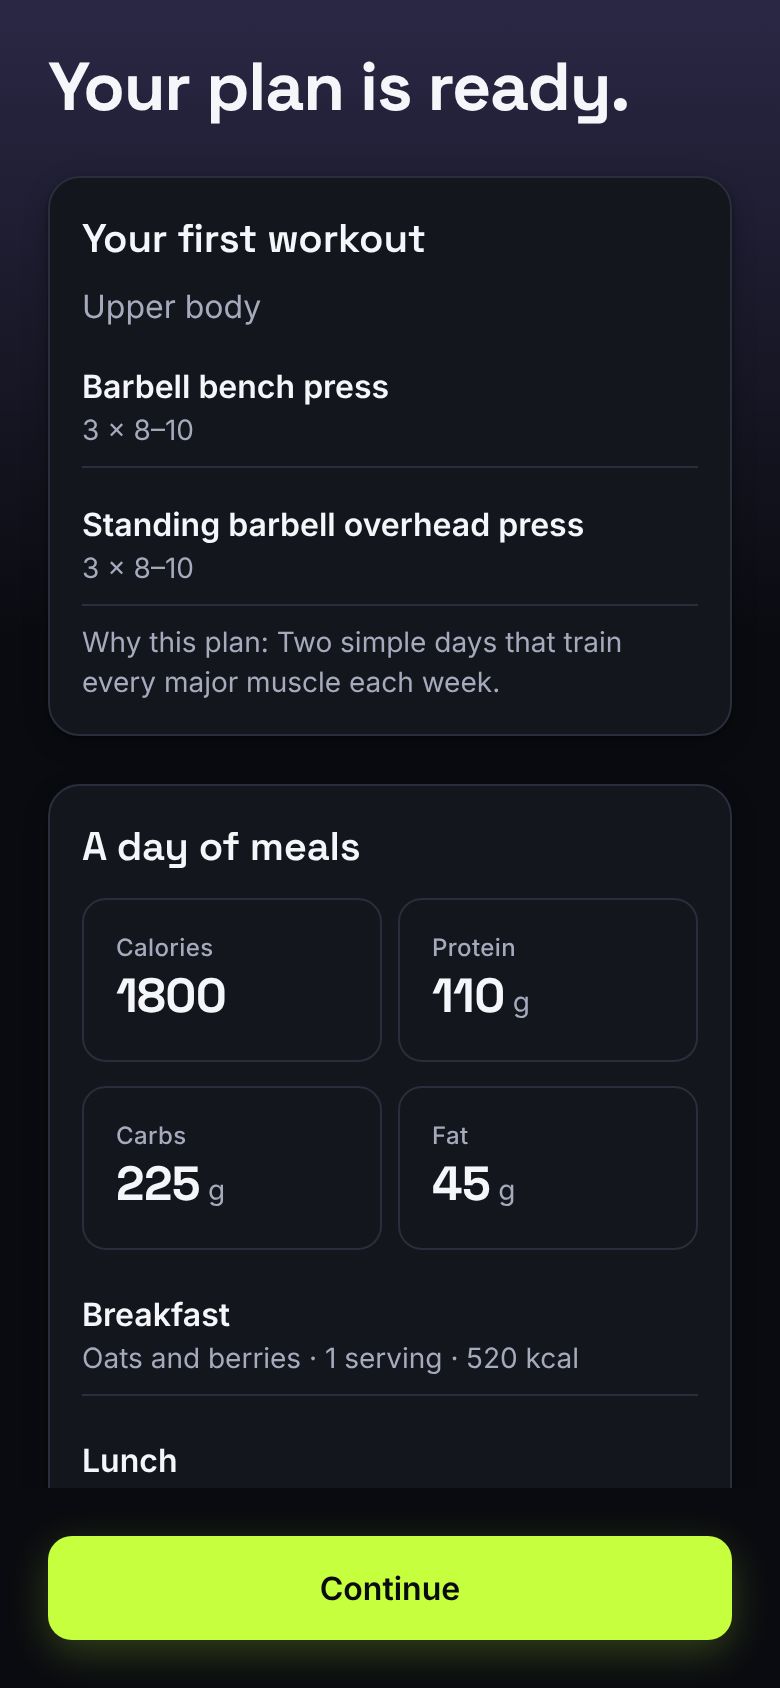 Your plan is ready.
Your first workout
Upper body
Barbell bench press
3 × 8–10
Standing barbell overhead press
3 × 8–10
Why this plan: Two simple days that train
every major muscle each week.
A day of meals
Calories
1800
Protein
110 g
Carbs
225 g
Fat
45 g
Breakfast
Oats and berries · 1 serving · 520 kcal
Lunch
Continue